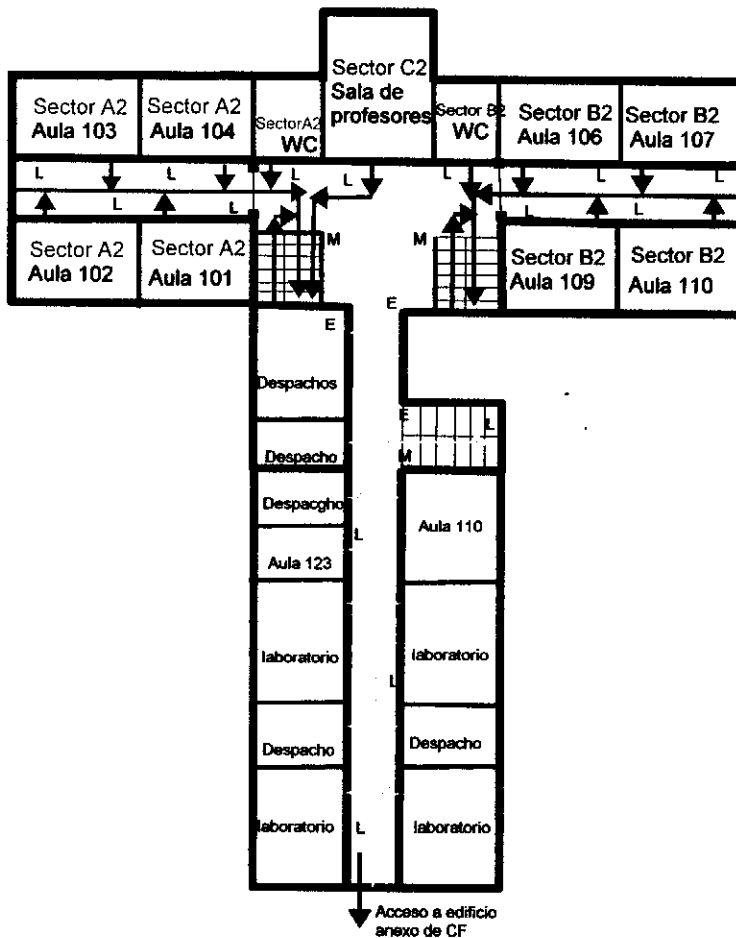 Sector C2
Sala de
profesores
Sector A2
Aula 103
Sector A2
Aula 104
SectorA2
WC
Sector B2
WC
Sector B2
Aula 106
Sector B2
Aula 107
L
L
L
L
L
L
L
L
L
L
L
L
L
M
M
Sector A2
Aula 102
Sector A2
Aula 101
Sector B2
Aula 109
Sector B2
Aula 110
E
E
Despachos
E
L
M
Despacho
Despacgho
Aula 110
L
Aula 123
laboratorio
laboratorio
L
Despacho
Despacho
laboratorio
L
laboratorio
Acceso a edificio
anexo de CF